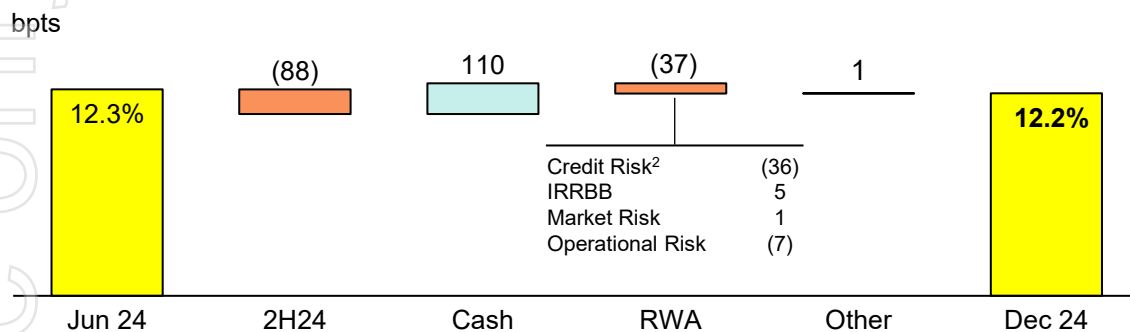 bpts
(88) 110 (37) 1
12.3% 12.2%
Credit Risk² (36)
IRRBB 5
Market Risk 1
Operational Risk (7)
Jun 24 2H24 Cash RWA Other Dec 24